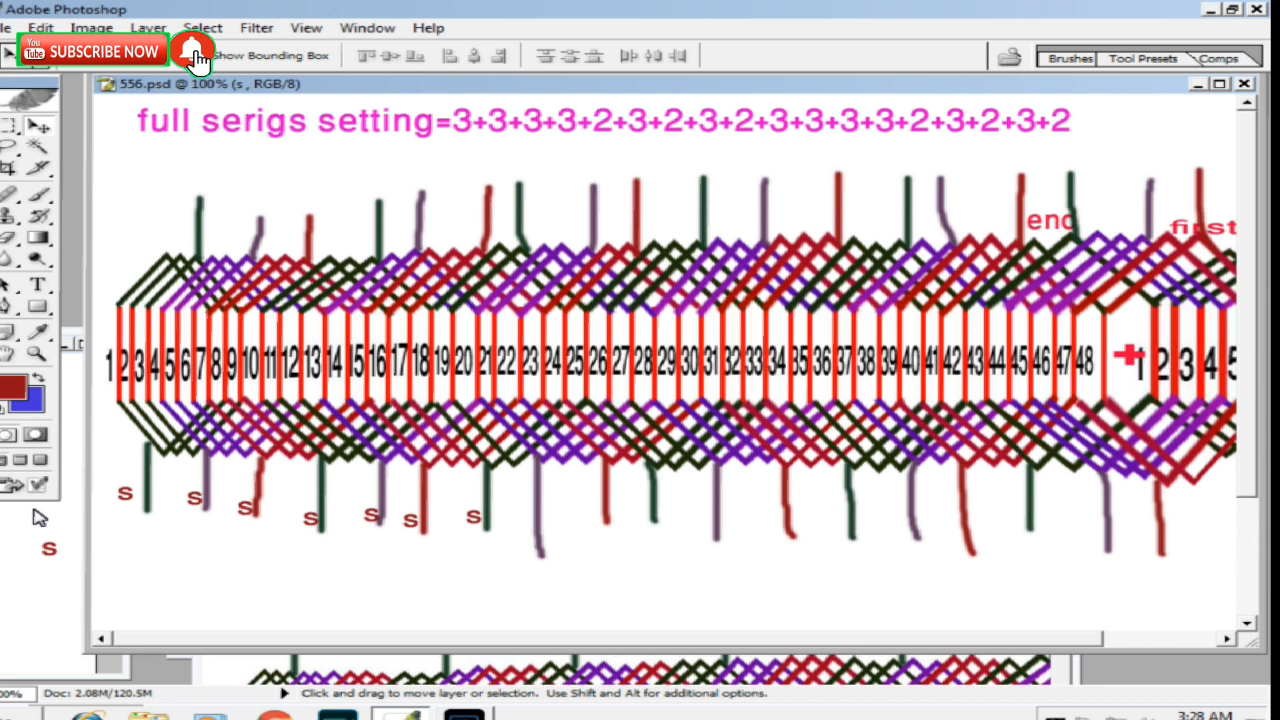 Adobe Photoshop
Edit Image Layer Select Filter View Window Help
You Tube SUBSCRIBE NOW
Show Bounding Box
Brushes Tool Presets Comps
556.psd @ 100% (s , RGB/8)
full serigs setting=3+3+3+3+2+3+2+3+2+3+3+3+3+2+3+2+3+2
end
first
1 2 3 4 5 6 7 8 9 10 11 12 13 14 15 16 17 18 19 20 21 22 23 24 25 26 27 28 29 30 31 32 33 34 35 36 37 38 39 40 41 42 43 44 45 46 47 48 + 1 2 3 4 5
s s s s s s s
s
Doc: 2.08M/120.5M
Click and drag to move layer or selection. Use Shift and Alt for additional options.
3:28 AM